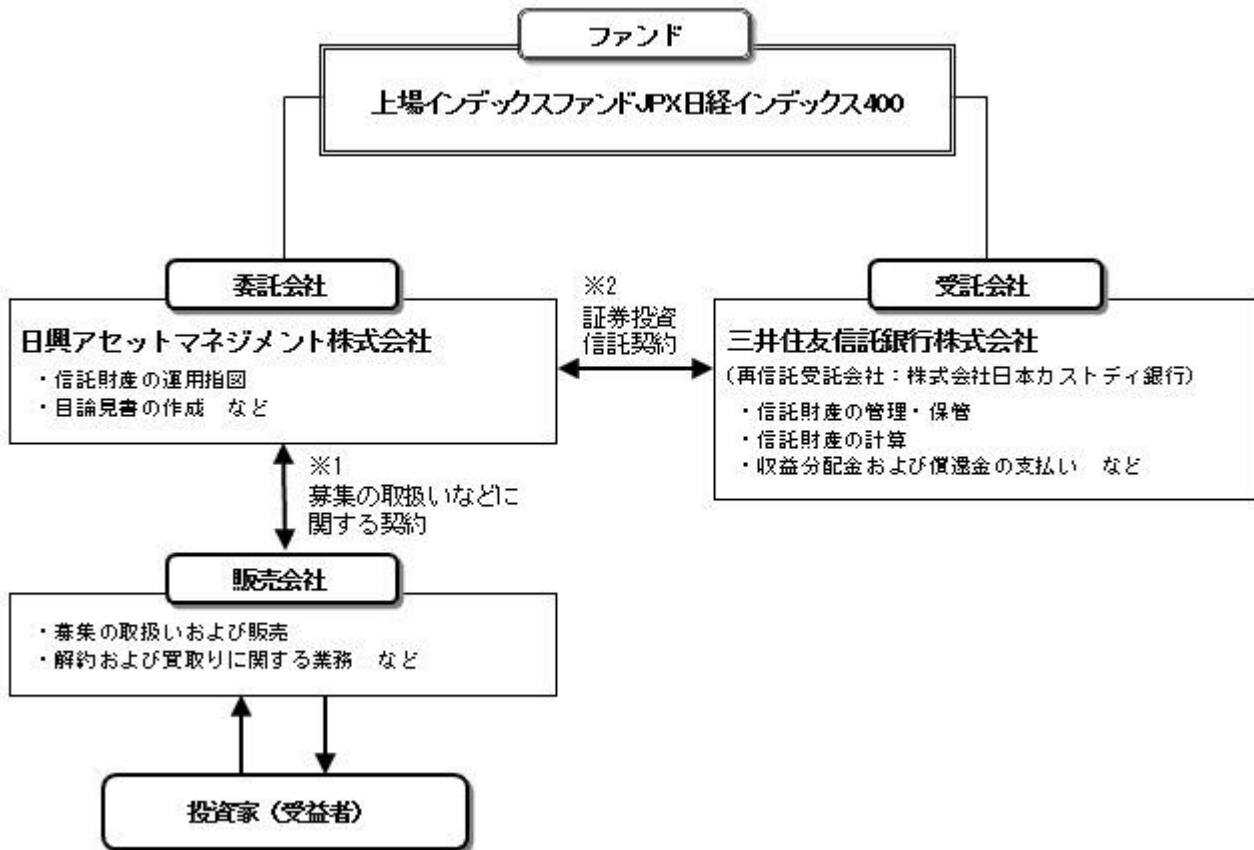 ファンド
上場インデックスファンドJPX日経インデックス400
委託会社
日興アセットマネジメント株式会社
・信託財産の運用指図
・目論見書の作成　など
※2
証券投資
信託契約
受託会社
三井住友信託銀行株式会社
(再信託受託会社：株式会社日本カストディ銀行)
・信託財産の管理・保管
・信託財産の計算
・収益分配金および償還金の支払い　など
※1
募集の取扱いなどに
関する契約
販売会社
・募集の取扱いおよび販売
・解約および買取りに関する業務　など
投資家（受益者）